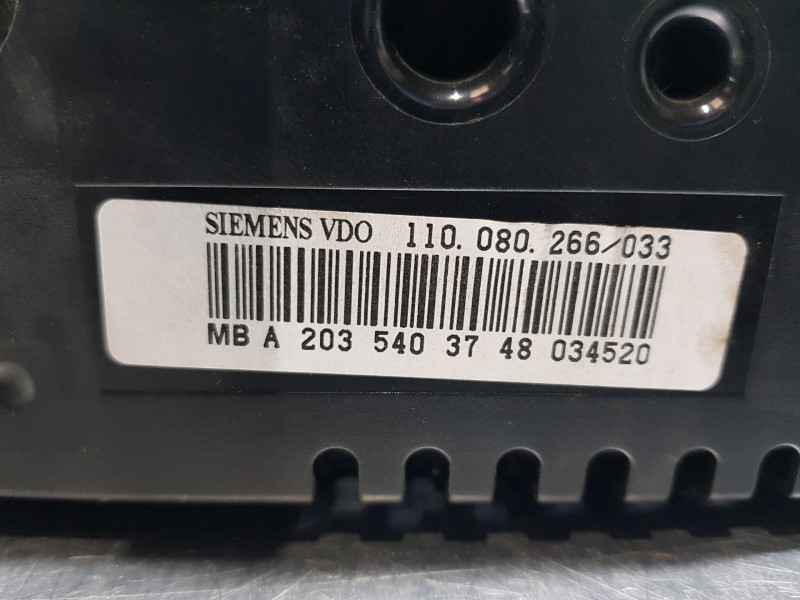 SIEMENS VDO 110. 080. 266/033
MB A 203 540 37 48 034520